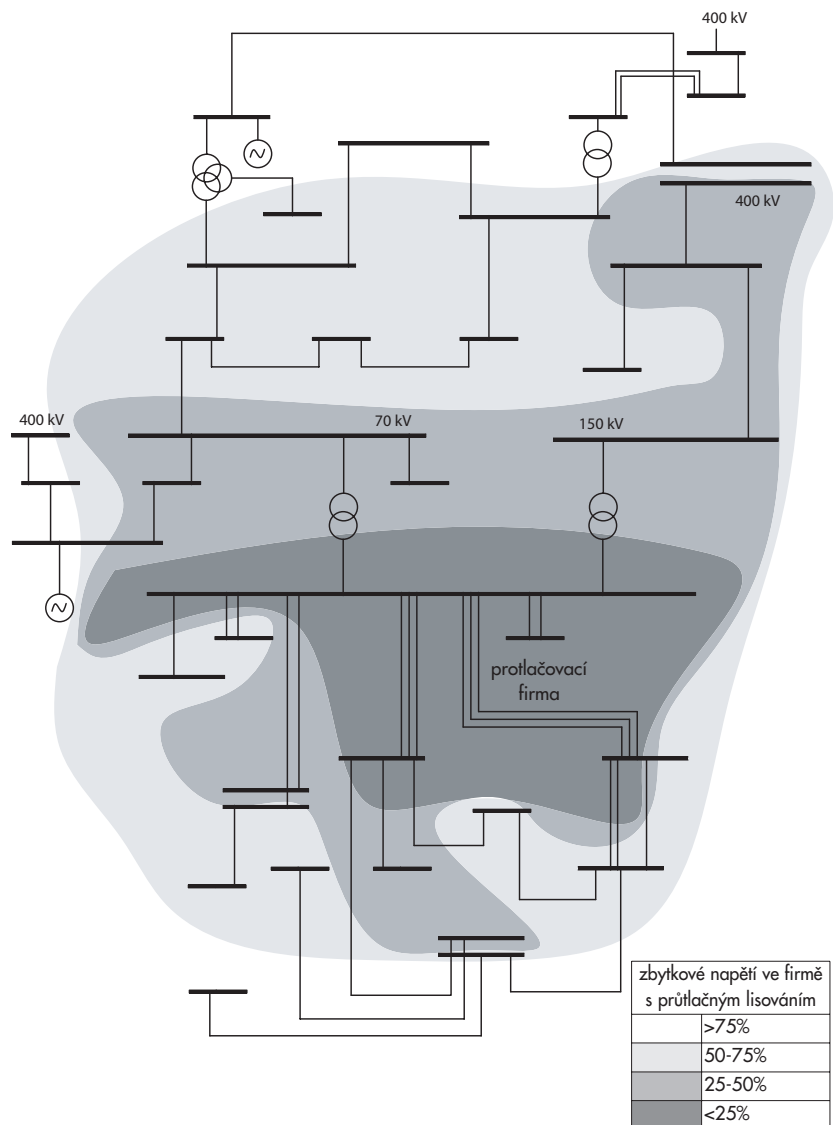 400 kV
400 kV
400 kV
70 kV
150 kV
protlačovací
firma
zbytkové napětí ve firmě
s průtlačným lisováním
>75%
50-75%
25-50%
<25%